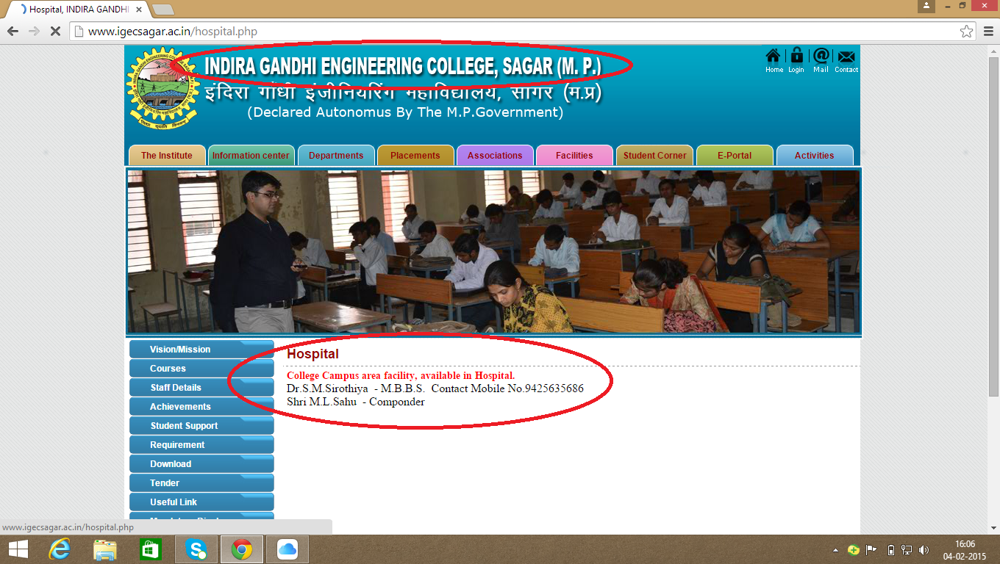 Hospital, INDIRA GANDHI
www.igecsagar.ac.in/hospital.php
INDIRA GANDHI ENGINEERING COLLEGE, SAGAR (M. P.)
इंदिरा गांधी इंजीनियरिंग महाविद्यालय, सागर (म.प्र)
(Declared Autonomus By The M.P.Government)
Home Login Mail Contact
The Institute Information center Departments Placements Associations Facilities Student Corner E-Portal Activities
Vision/Mission
Courses
Staff Details
Achievements
Student Support
Requirement
Download
Tender
Useful Link
Hospital
College Campus area facility, available in Hospital.
Dr.S.M.Sirothiya - M.B.B.S. Contact Mobile No.9425635686
Shri M.L.Sahu - Componder
www.igecsagar.ac.in/hospital.php
16:06
04-02-2015